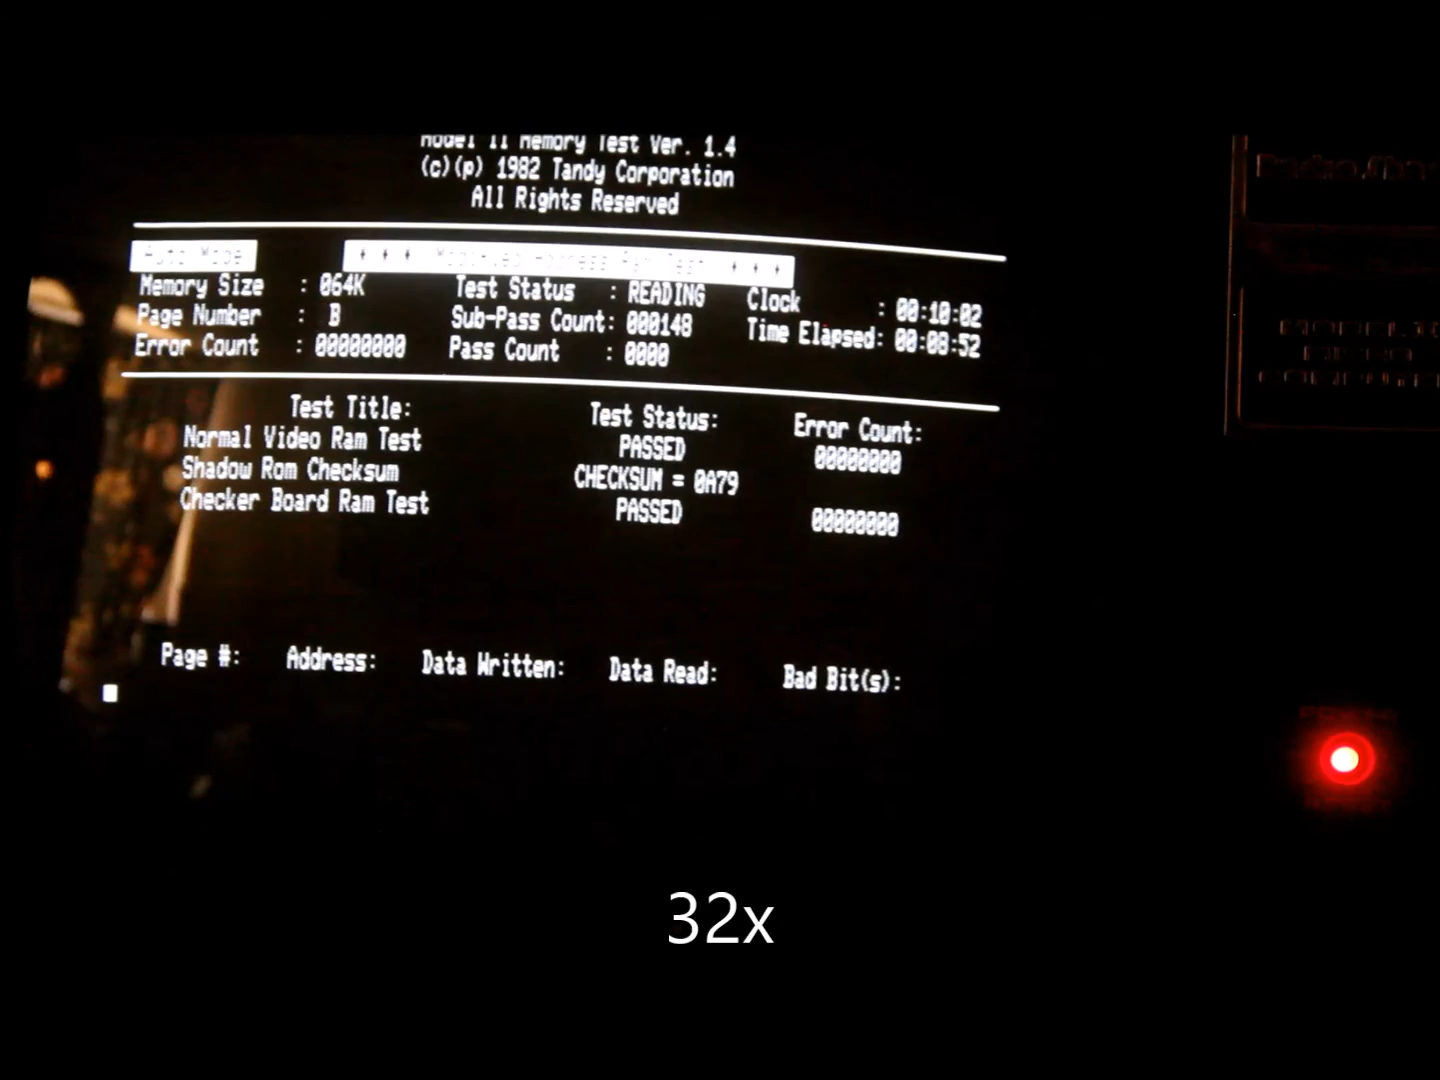 Model II Memory Test Ver. 1.4
(c)(p) 1982 Tandy Corporation
All Rights Reserved
Auto Mode
Memory Size : 064K Test Status : READING Clock : 00:10:02
Page Number : B Sub-Pass Count: 000148 Time Elapsed: 00:08:52
Error Count : 00000000 Pass Count : 0000
Test Title: Test Status: Error Count:
Normal Video Ram Test PASSED 00000000
Shadow Rom Checksum CHECKSUM = 0A79
Checker Board Ram Test PASSED 00000000
Page #: Address: Data Written: Data Read: Bad Bit(s):
32x